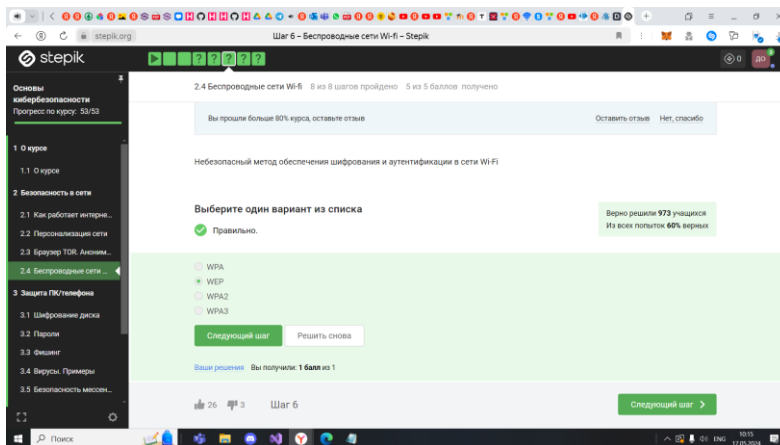 stepik.org
Шаг 6 – Беспроводные сети Wi-fi – Stepik
stepik
0
ДО
Основы
кибербезопасности
Прогресс по курсу: 53/53
2.4 Беспроводные сети Wi-fi 8 из 8 шагов пройдено 5 из 5 баллов получено
Вы прошли больше 80% курса, оставьте отзыв
Оставить отзыв Нет, спасибо
1 О курсе
1.1 О курсе
2 Безопасность в сети
2.1 Как работает интерне...
2.2 Персонализация сети
2.3 Браузер TOR. Аноним...
2.4 Беспроводные сети ...
3 Защита ПК/телефона
3.1 Шифрование диска
3.2 Пароли
3.3 Фишинг
3.4 Вирусы. Примеры
3.5 Безопасность мессен...
Небезопасный метод обеспечения шифрования и аутентификации в сети Wi-Fi
Выберите один вариант из списка
Правильно.
Верно решили 973 учащихся
Из всех попыток 60% верных
WPA
WEP
WPA2
WPA3
Следующий шаг
Решить снова
Ваши решения Вы получили: 1 балл из 1
26 3 Шаг 6
Следующий шаг
Поиск
ENG
10:15
17.05.2024